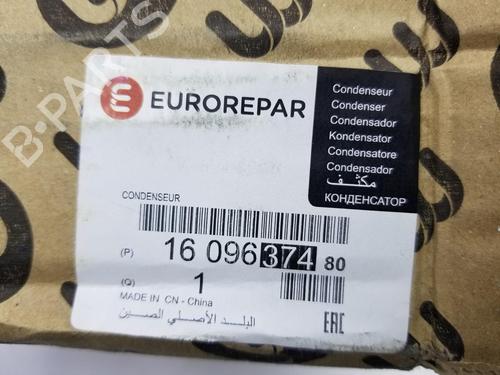 EUROREPAR
Condenseur
Condenser
Condensador
Kondensator
Condensatore
Condensador
مكثف
КОНДЕНСАТОР
CONDENSEUR
(P) 16 096 374 80
(Q) 1
MADE IN CN - China
البلد الأصلي الصين
EAC
B-PARTS